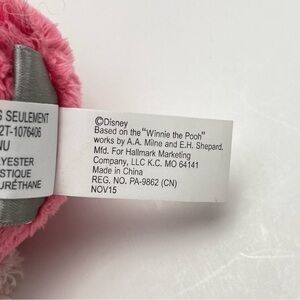 S SEULEMENT
2T-1076406
NU
LYESTER
STIQUE
URÉTHANE
©Disney
Based on the "Winnie the Pooh"
works by A.A. Milne and E.H. Shepard.
Mfd. For Hallmark Marketing
Company, LLC K.C. MO 64141
Made in China
REG. NO. PA-9862 (CN)
NOV15